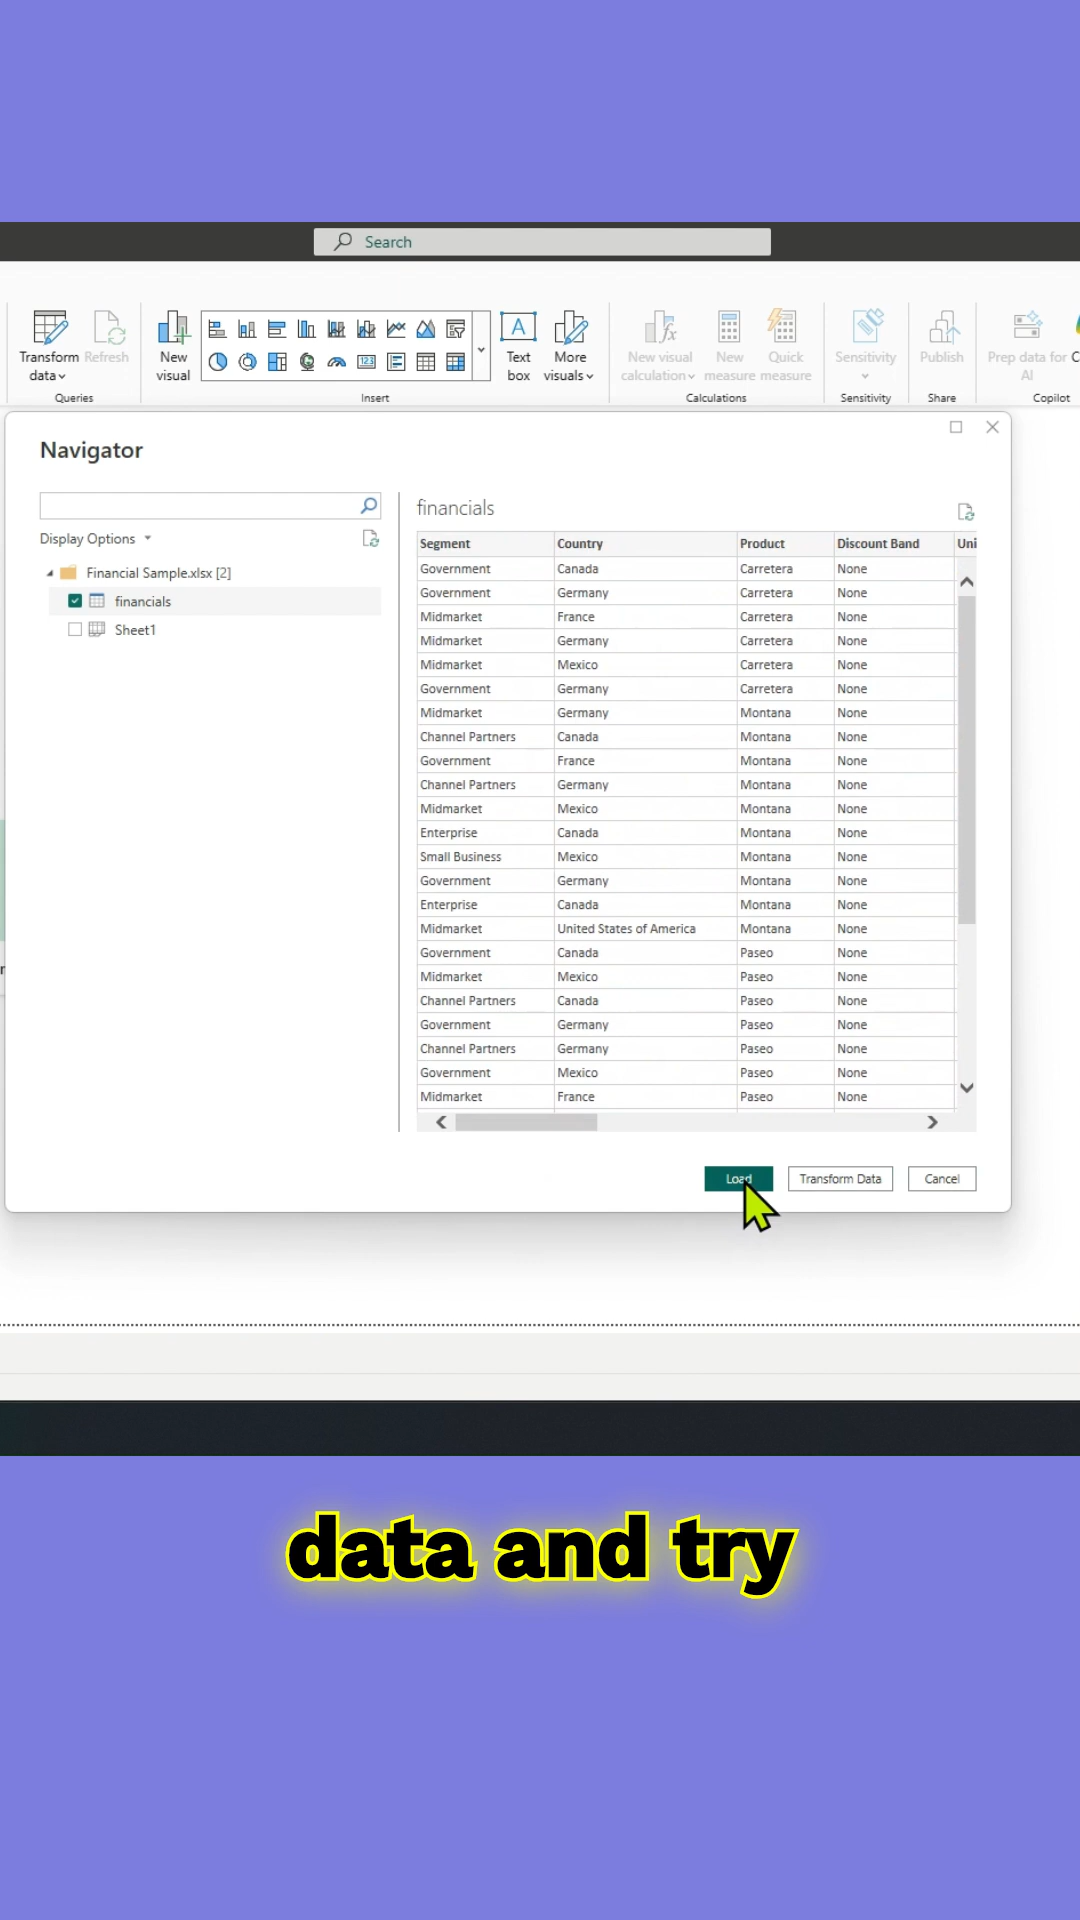 Search
Transform data
Refresh
New visual
Text box
More visuals
New visual calculation
New measure
Quick measure
Sensitivity
Publish
Prep data for AI
Queries
Insert
Calculations
Sensitivity
Share
Copilot
Navigator
Display Options
Financial Sample.xlsx [2]
financials
Sheet1
financials
Segment Country Product Discount Band Uni
Government Canada Carretera None
Government Germany Carretera None
Midmarket France Carretera None
Midmarket Germany Carretera None
Midmarket Mexico Carretera None
Government Germany Carretera None
Midmarket Germany Montana None
Channel Partners Canada Montana None
Government France Montana None
Channel Partners Germany Montana None
Midmarket Mexico Montana None
Enterprise Canada Montana None
Small Business Mexico Montana None
Government Germany Montana None
Enterprise Canada Montana None
Midmarket United States of America Montana None
Government Canada Paseo None
Midmarket Mexico Paseo None
Channel Partners Canada Paseo None
Government Germany Paseo None
Channel Partners Germany Paseo None
Government Mexico Paseo None
Midmarket France Paseo None
Load Transform Data Cancel
data and try